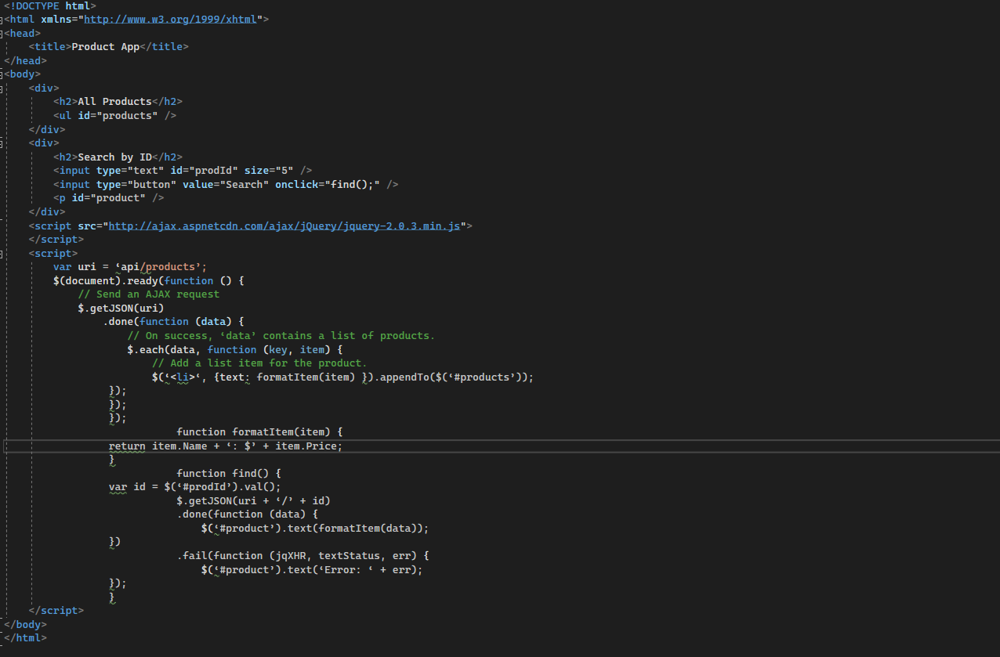 <!DOCTYPE html>
<html xmlns="http://www.w3.org/1999/xhtml">
<head>
    <title>Product App</title>
</head>
<body>
    <div>
        <h2>All Products</h2>
        <ul id="products" />
    </div>
    <div>
        <h2>Search by ID</h2>
        <input type="text" id="prodId" size="5" />
        <input type="button" value="Search" onclick="find();" />
        <p id="product" />
    </div>
    <script src="http://ajax.aspnetcdn.com/ajax/jQuery/jquery-2.0.3.min.js">
    </script>
    <script>
        var uri = ‘api/products’;
        $(document).ready(function () {
            // Send an AJAX request
            $.getJSON(uri)
                .done(function (data) {
                    // On success, ‘data’ contains a list of products.
                    $.each(data, function (key, item) {
                        // Add a list item for the product.
                        $(‘<li>‘, {text: formatItem(item) }).appendTo($(‘#products’));
                 });
                 });
                 });
                            function formatItem(item) {
                 return item.Name + ‘: $’ + item.Price;
                 }
                            function find() {
                 var id = $(‘#prodId’).val();
                            $.getJSON(uri + ‘/’ + id)
                            .done(function (data) {
                                $(‘#product’).text(formatItem(data));
                 })
                            .fail(function (jqXHR, textStatus, err) {
                                $(‘#product’).text(‘Error: ‘ + err);
                 });
                 }
    </script>
</body>
</html>